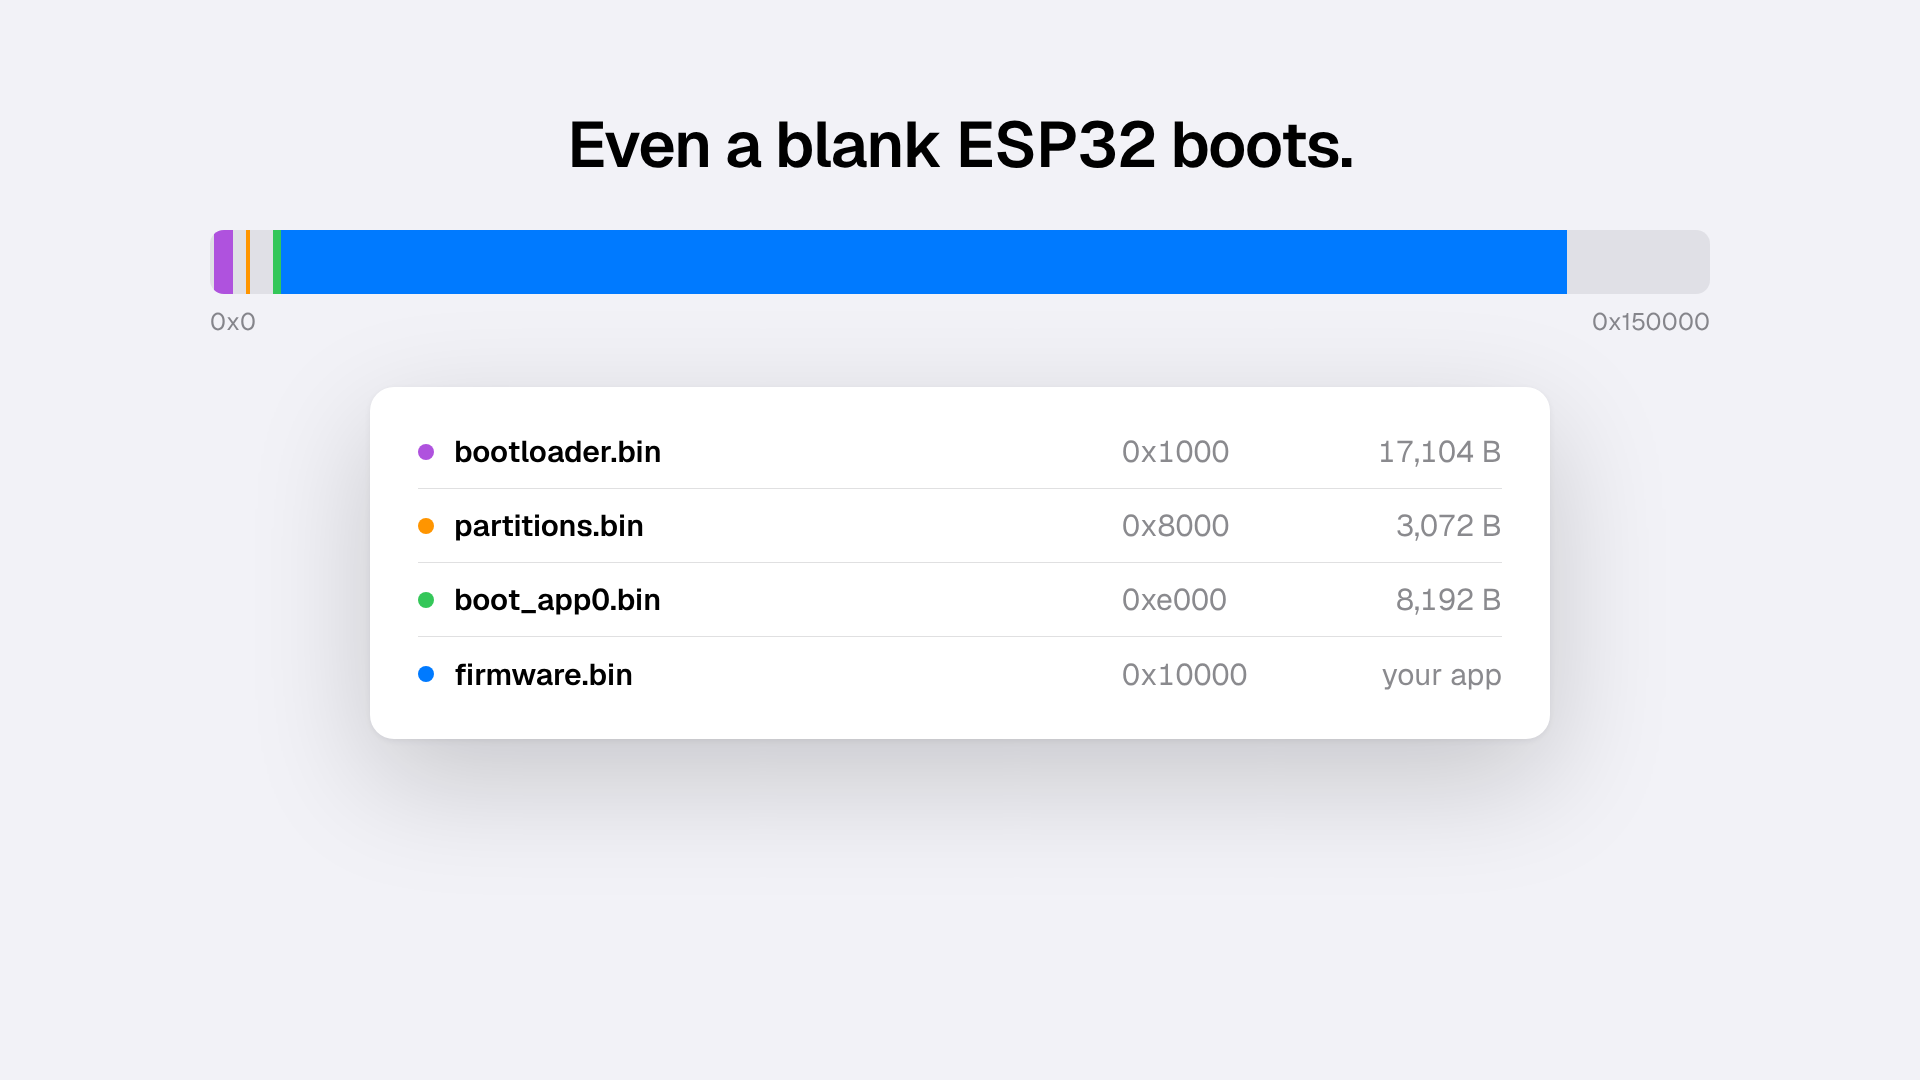 Even a blank ESP32 boots.
0x0 0x150000
bootloader.bin 0x1000 17,104 B
partitions.bin 0x8000 3,072 B
boot_app0.bin 0xe000 8,192 B
firmware.bin 0x10000 your app